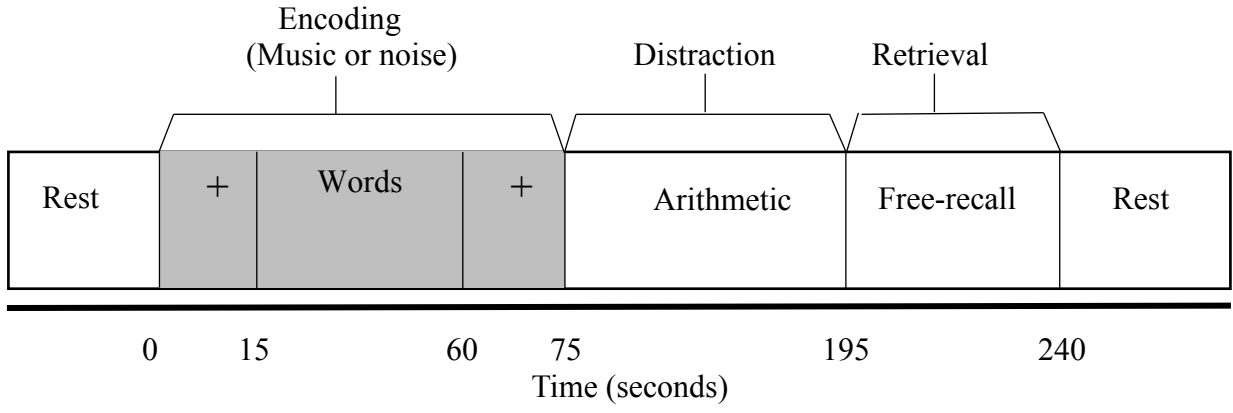 Encoding
(Music or noise)
Distraction
Retrieval
Rest
+
Words
+
Arithmetic
Free-recall
Rest
0
15
60
75
195
240
Time (seconds)